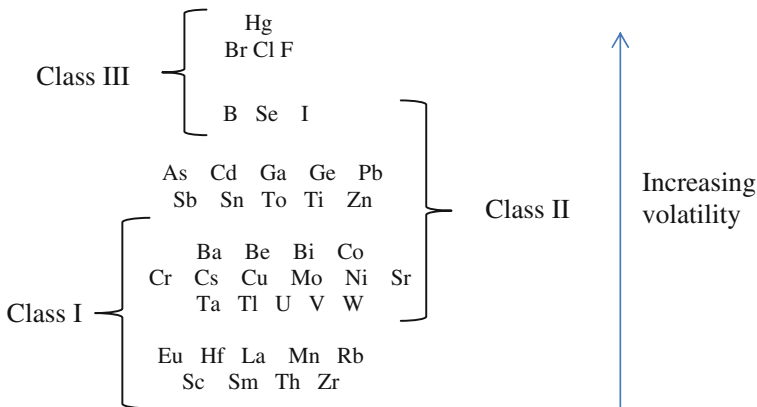 Hg
Br Cl F
Class III
B Se I
As Cd Ga Ge Pb
Sb Sn To Ti Zn
Increasing
volatility
Class II
Ba Be Bi Co
Cr Cs Cu Mo Ni Sr
Ta Tl U V W
Class I
Eu Hf La Mn Rb
Sc Sm Th Zr